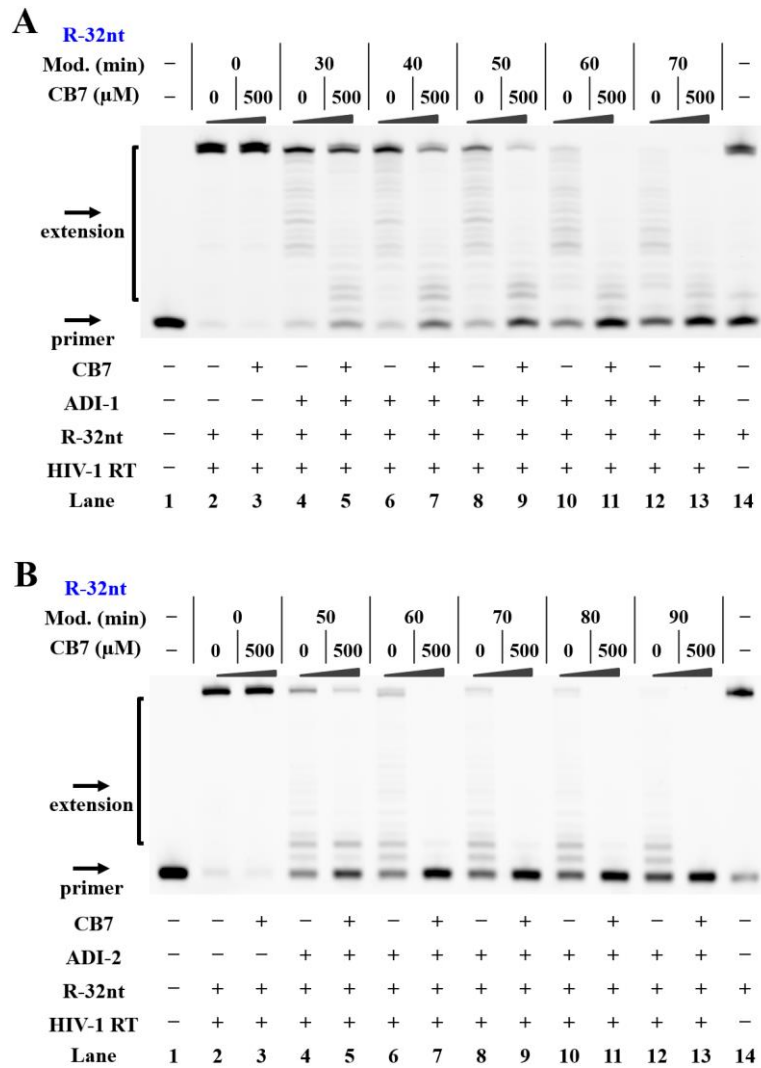 A
R-32nt
Mod. (min) – 0 30 40 50 60 70 –
CB7 (μM) – 0 500 0 500 0 500 0 500 0 500 0 500 –
extension
primer
CB7 – – + – + – + – + – + – + –
ADI-1 – – – + + + + + + + + + + –
R-32nt – + + + + + + + + + + + + +
HIV-1 RT – + + + + + + + + + + + + –
Lane 1 2 3 4 5 6 7 8 9 10 11 12 13 14
B
R-32nt
Mod. (min) – 0 50 60 70 80 90 –
CB7 (μM) – 0 500 0 500 0 500 0 500 0 500 0 500 –
extension
primer
CB7 – – + – + – + – + – + – + –
ADI-2 – – – + + + + + + + + + + –
R-32nt – + + + + + + + + + + + + +
HIV-1 RT – + + + + + + + + + + + + –
Lane 1 2 3 4 5 6 7 8 9 10 11 12 13 14